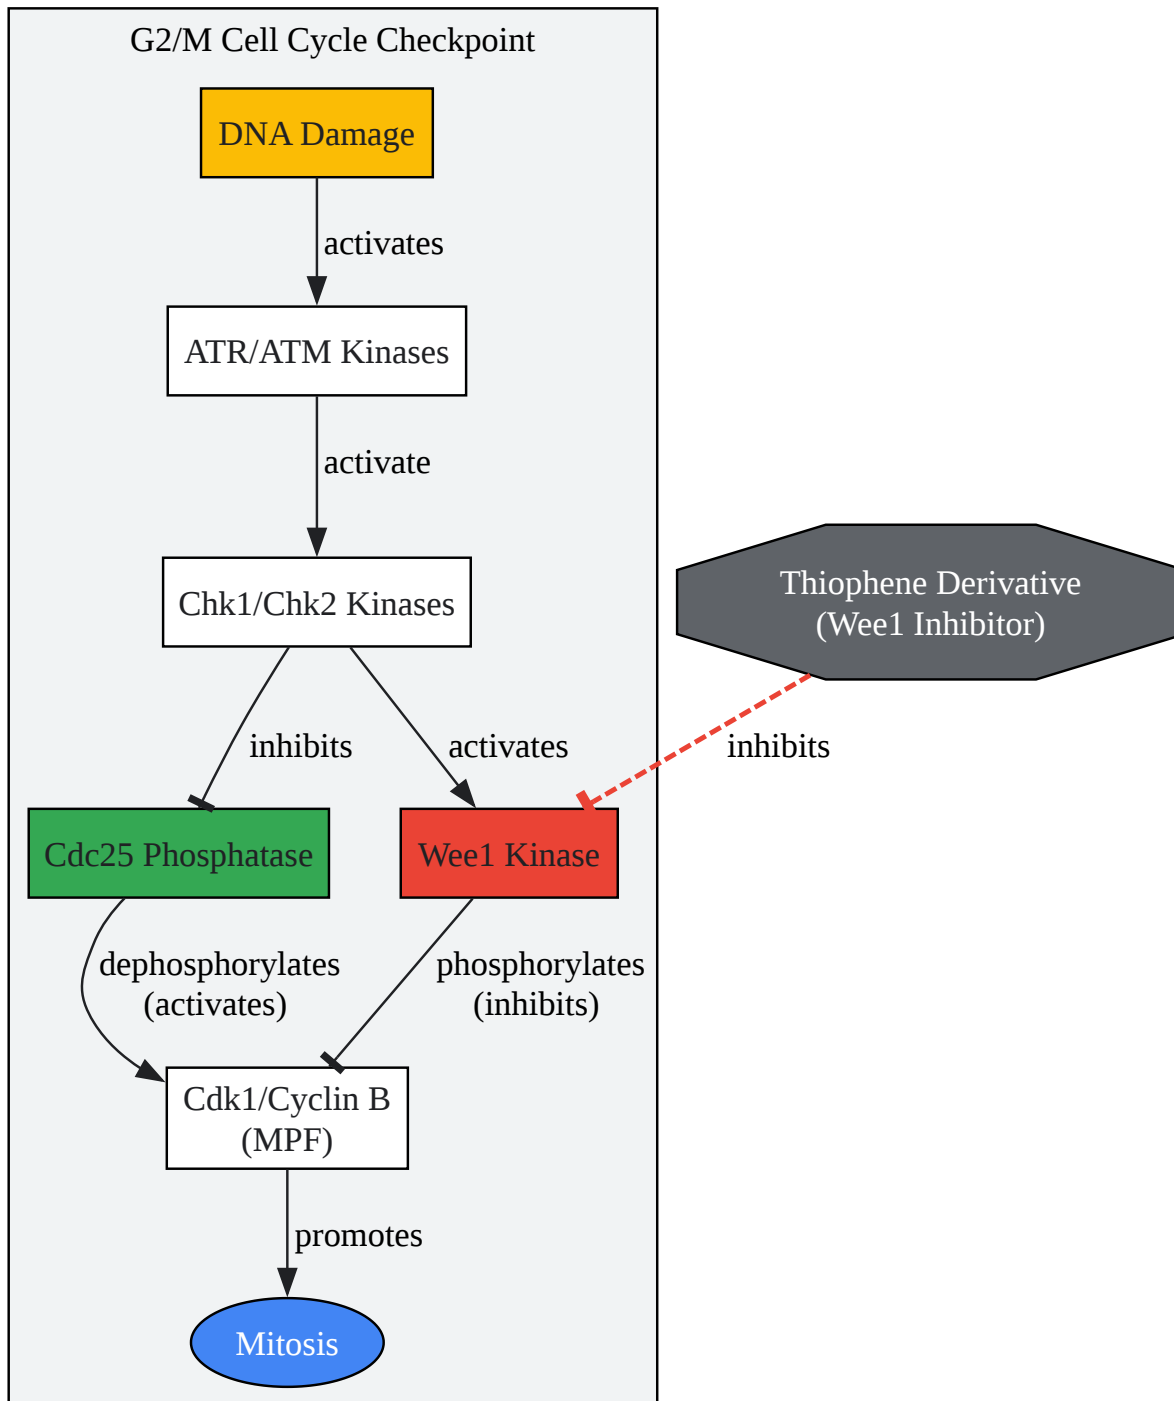 G2/M Cell Cycle Checkpoint
DNA Damage
activates
ATR/ATM Kinases
activate
Chk1/Chk2 Kinases
Thiophene Derivative
(Wee1 Inhibitor)
inhibits
activates
inhibits
Cdc25 Phosphatase
Wee1 Kinase
dephosphorylates
(activates)
phosphorylates
(inhibits)
Cdk1/Cyclin B
(MPF)
promotes
Mitosis